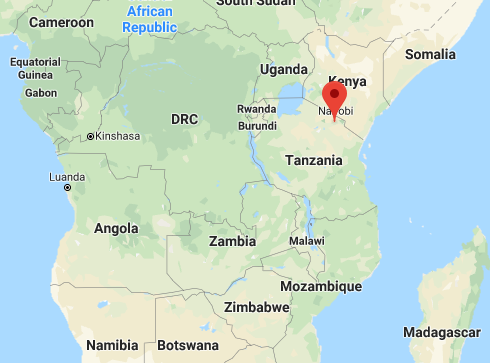 South Sudan
African
Republic
Cameroon
Somalia
Equatorial
Guinea
Uganda
Kenya
Gabon
Rwanda
Nairobi
DRC
Burundi
Kinshasa
Tanzania
Luanda
Angola
Zambia
Malawi
Mozambique
Zimbabwe
Madagascar
Namibia
Botswana